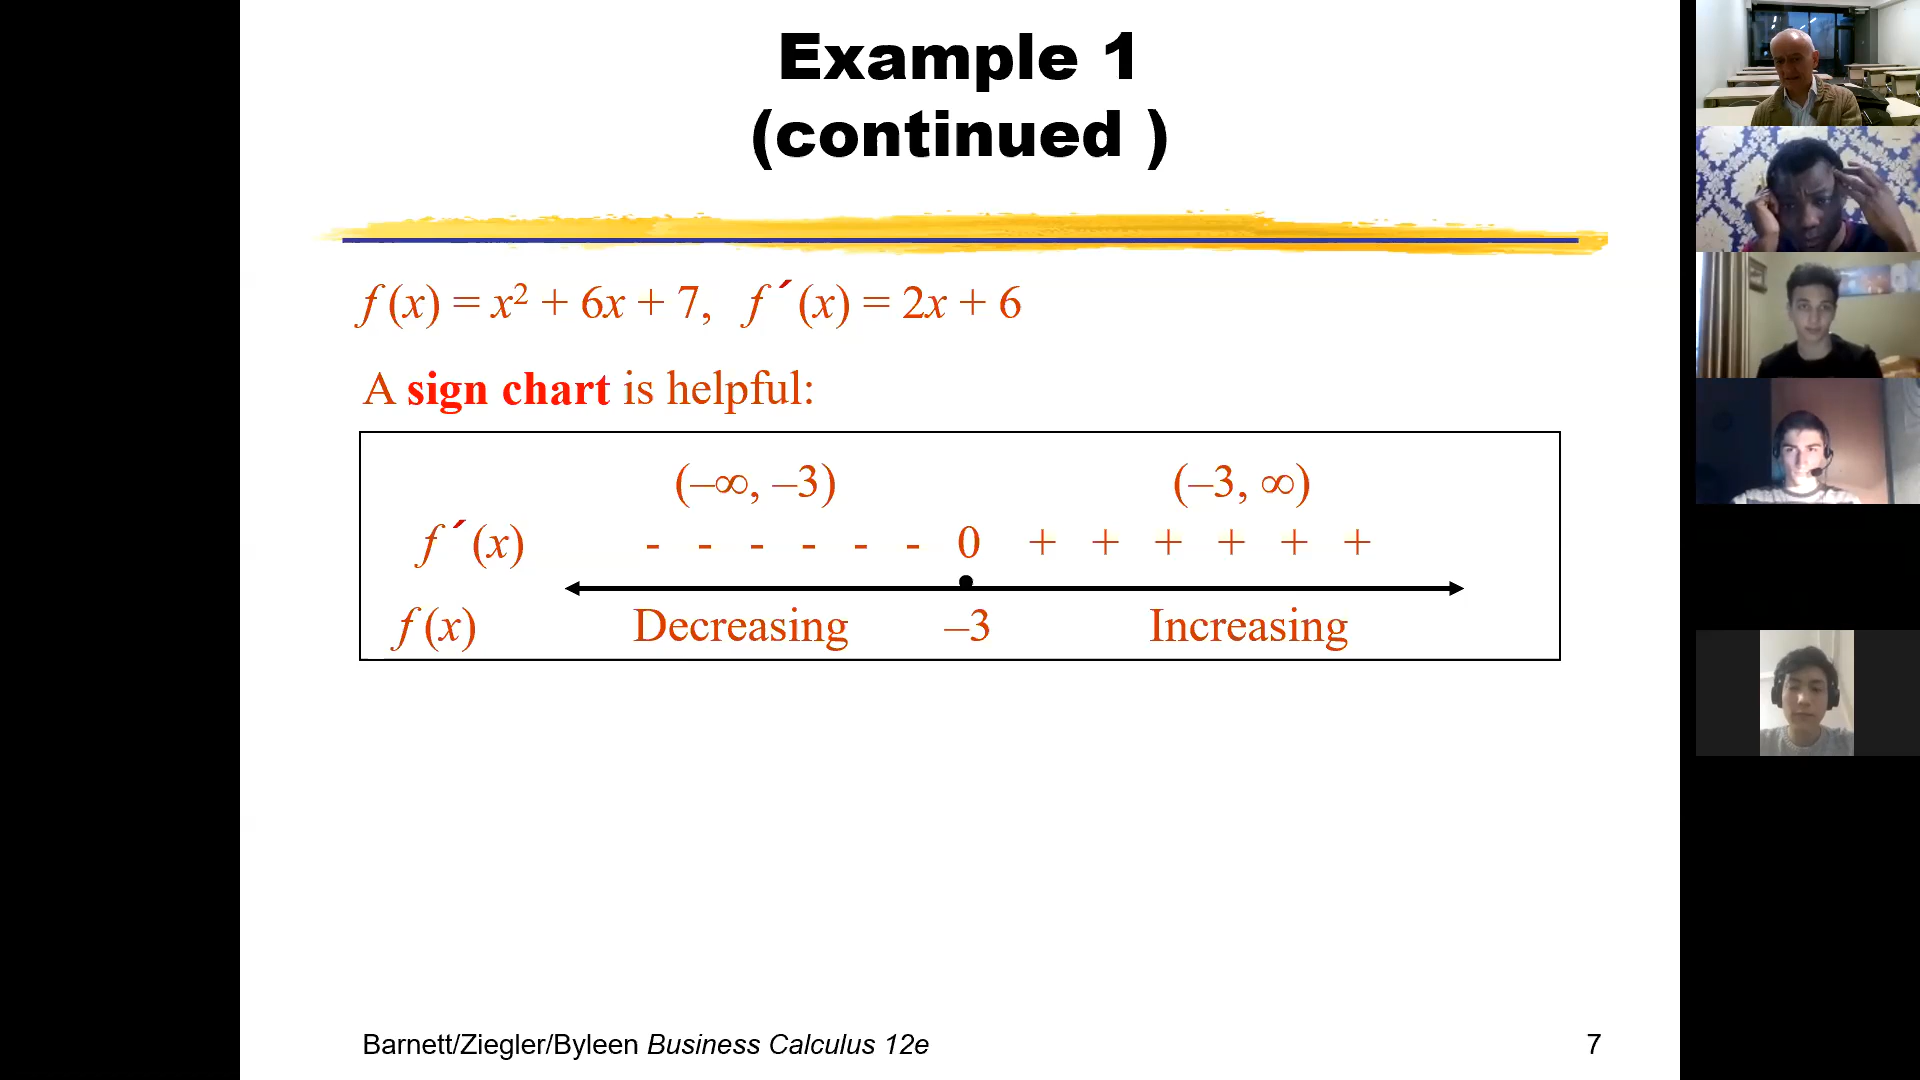 Example 1
(continued )
f (x) = x² + 6x + 7, f ´(x) = 2x + 6
A sign chart is helpful:
(–∞, –3) (–3, ∞)
f ´(x) - - - - - - 0 + + + + + +
f (x) Decreasing –3 Increasing
Barnett/Ziegler/Byleen Business Calculus 12e 7